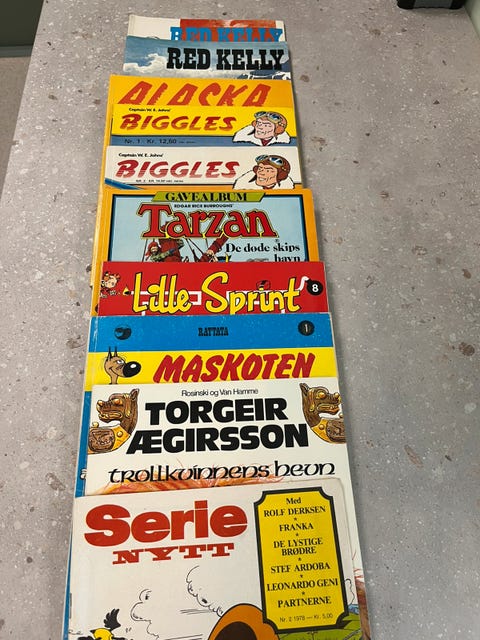 RED KELLY
RED KELLY
ALASKA
Captain W. E. Johns'
BIGGLES
Nr. 1 - Kr. 12,50
Captain W. E. Johns'
BIGGLES
GAVEALBUM
EDGAR RICE BURROUGHS'
Tarzan
De døde skips
havn
Lille Sprint
8
RATTATA
1
MASKOTEN
Rosinski og Van Hamme
TORGEIR
ÆGIRSSON
trollkvinnens hevn
Serie
NYTT
Med
ROLF DERKSEN
FRANKA
DE LYSTIGE
BRØDRE
STEF ARDOBA
LEONARDO GENI
PARTNERNE
Nr. 2 1978 — Kr. 5,00